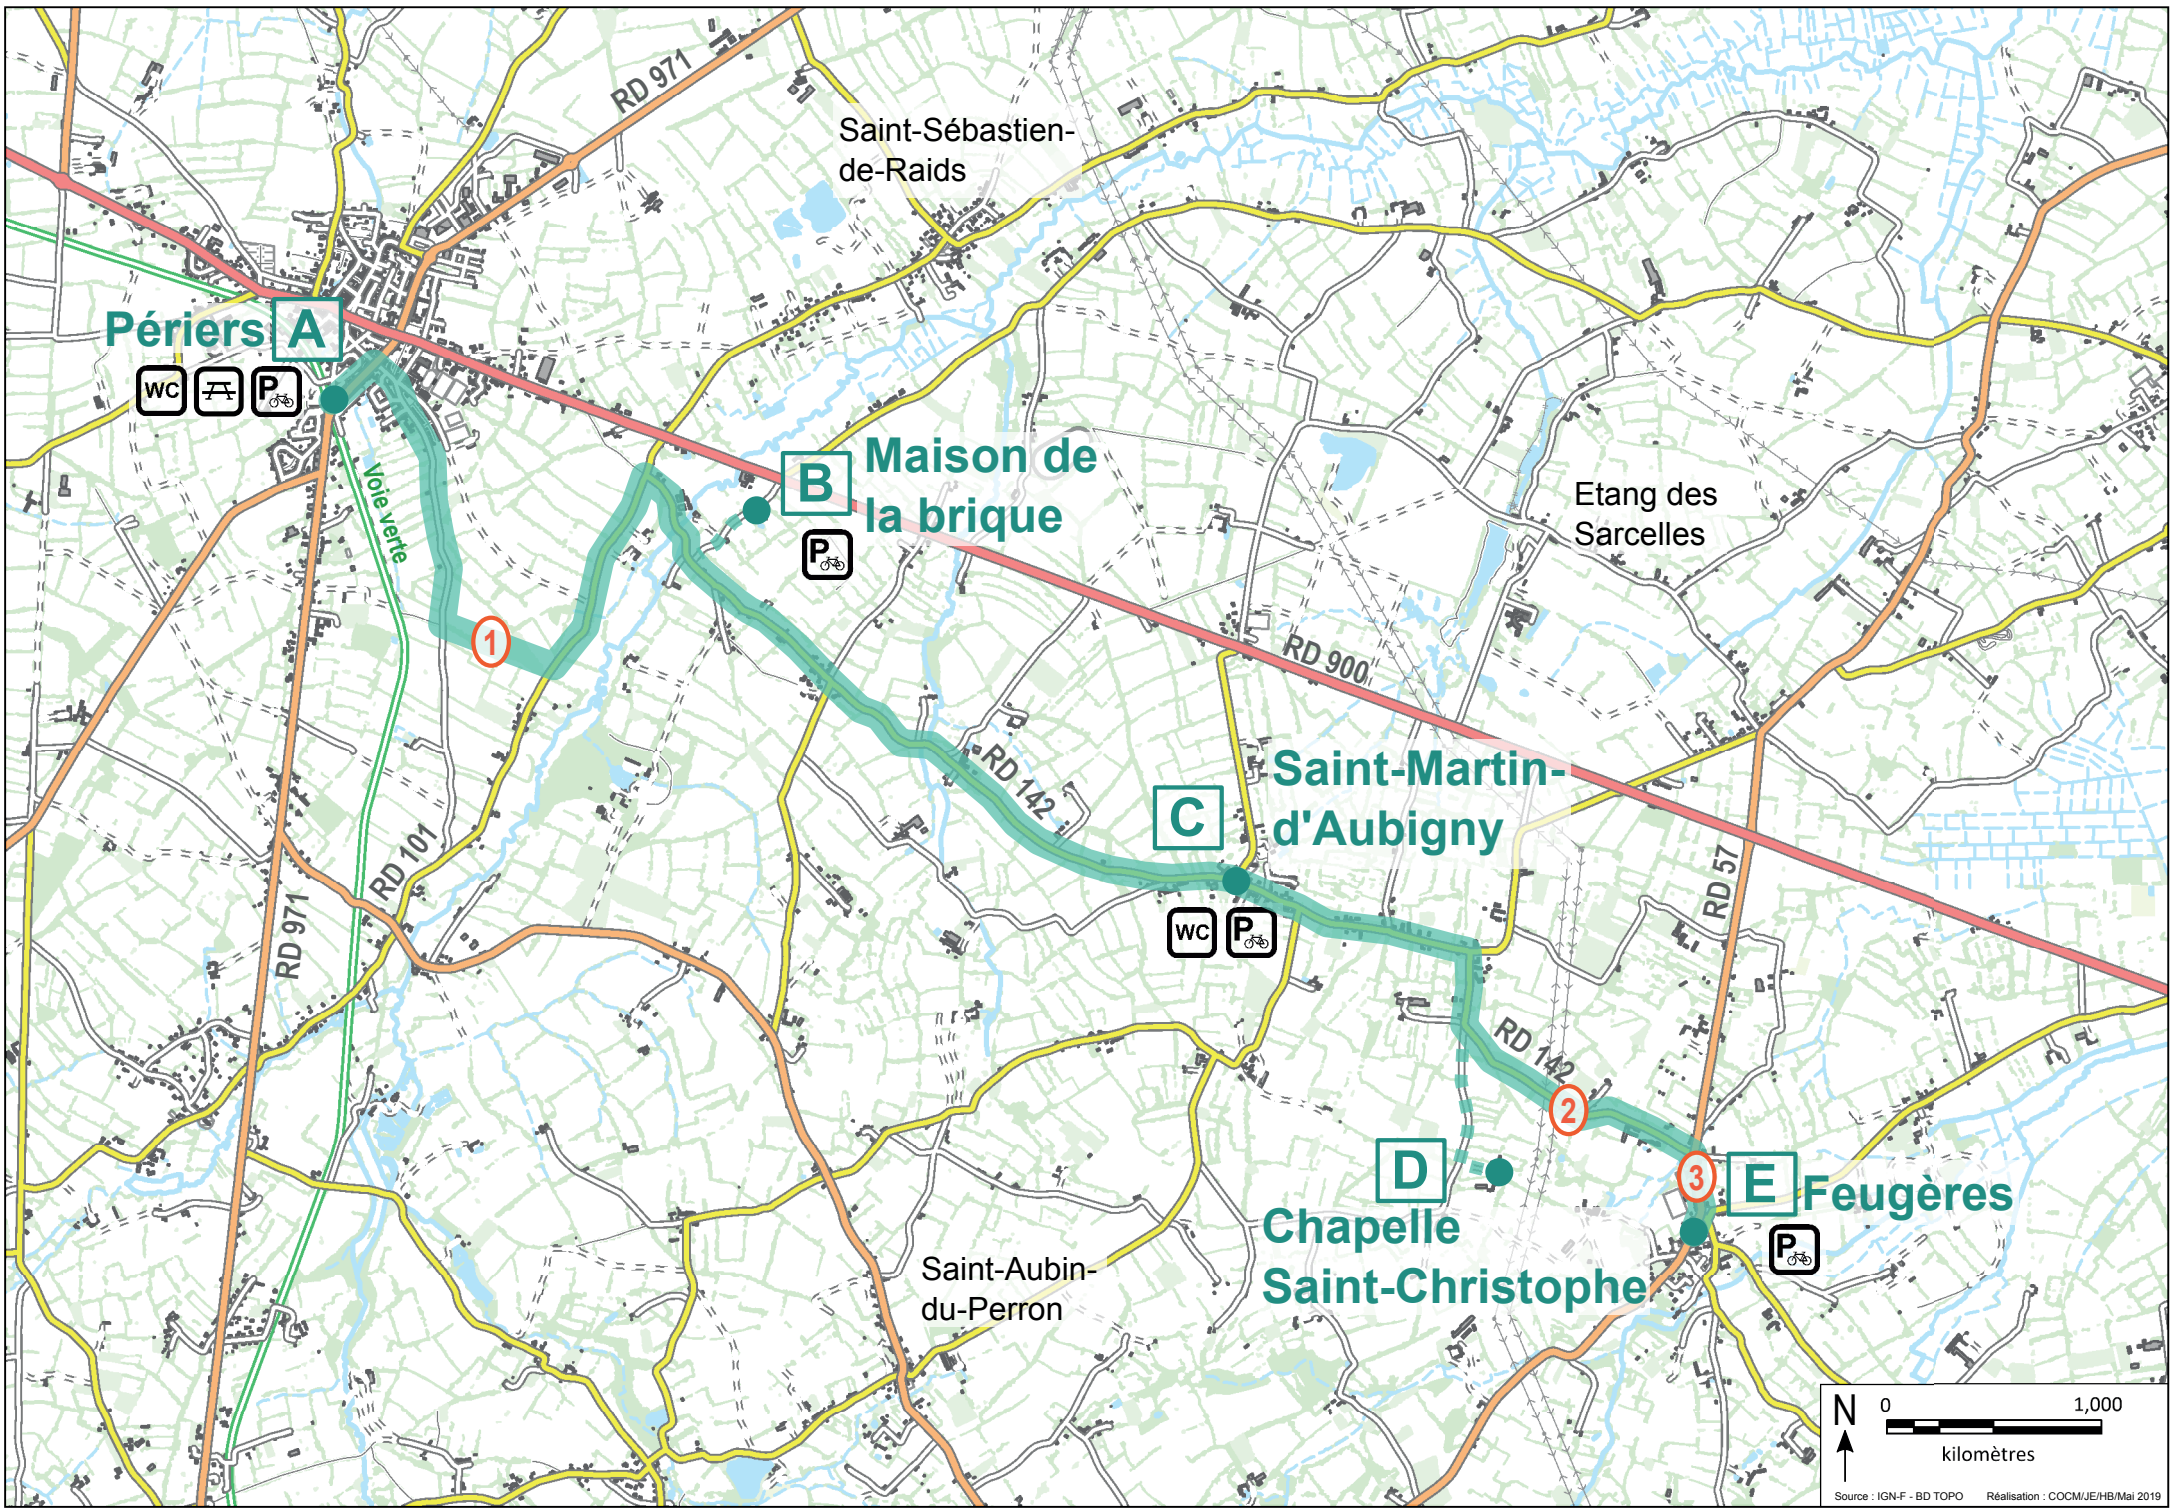 RD 971
Saint-Sébastien-
de-Raids
Périers
A
WC
P
P
Voie verte
B
Maison de
la brique
P
Etang des
Sarcelles
1
RD 900
RD 142
C
Saint-Martin-
d'Aubigny
WC
P
RD 101
RD 971
RD 57
RD 142
2
D
Chapelle
Saint-Christophe
3
E
Feugères
P
Saint-Aubin-
du-Perron
N
0 1,000
kilomètres
Source : IGN-F - BD TOPO Réalisation : COCM/JE/HB/Mai 2019